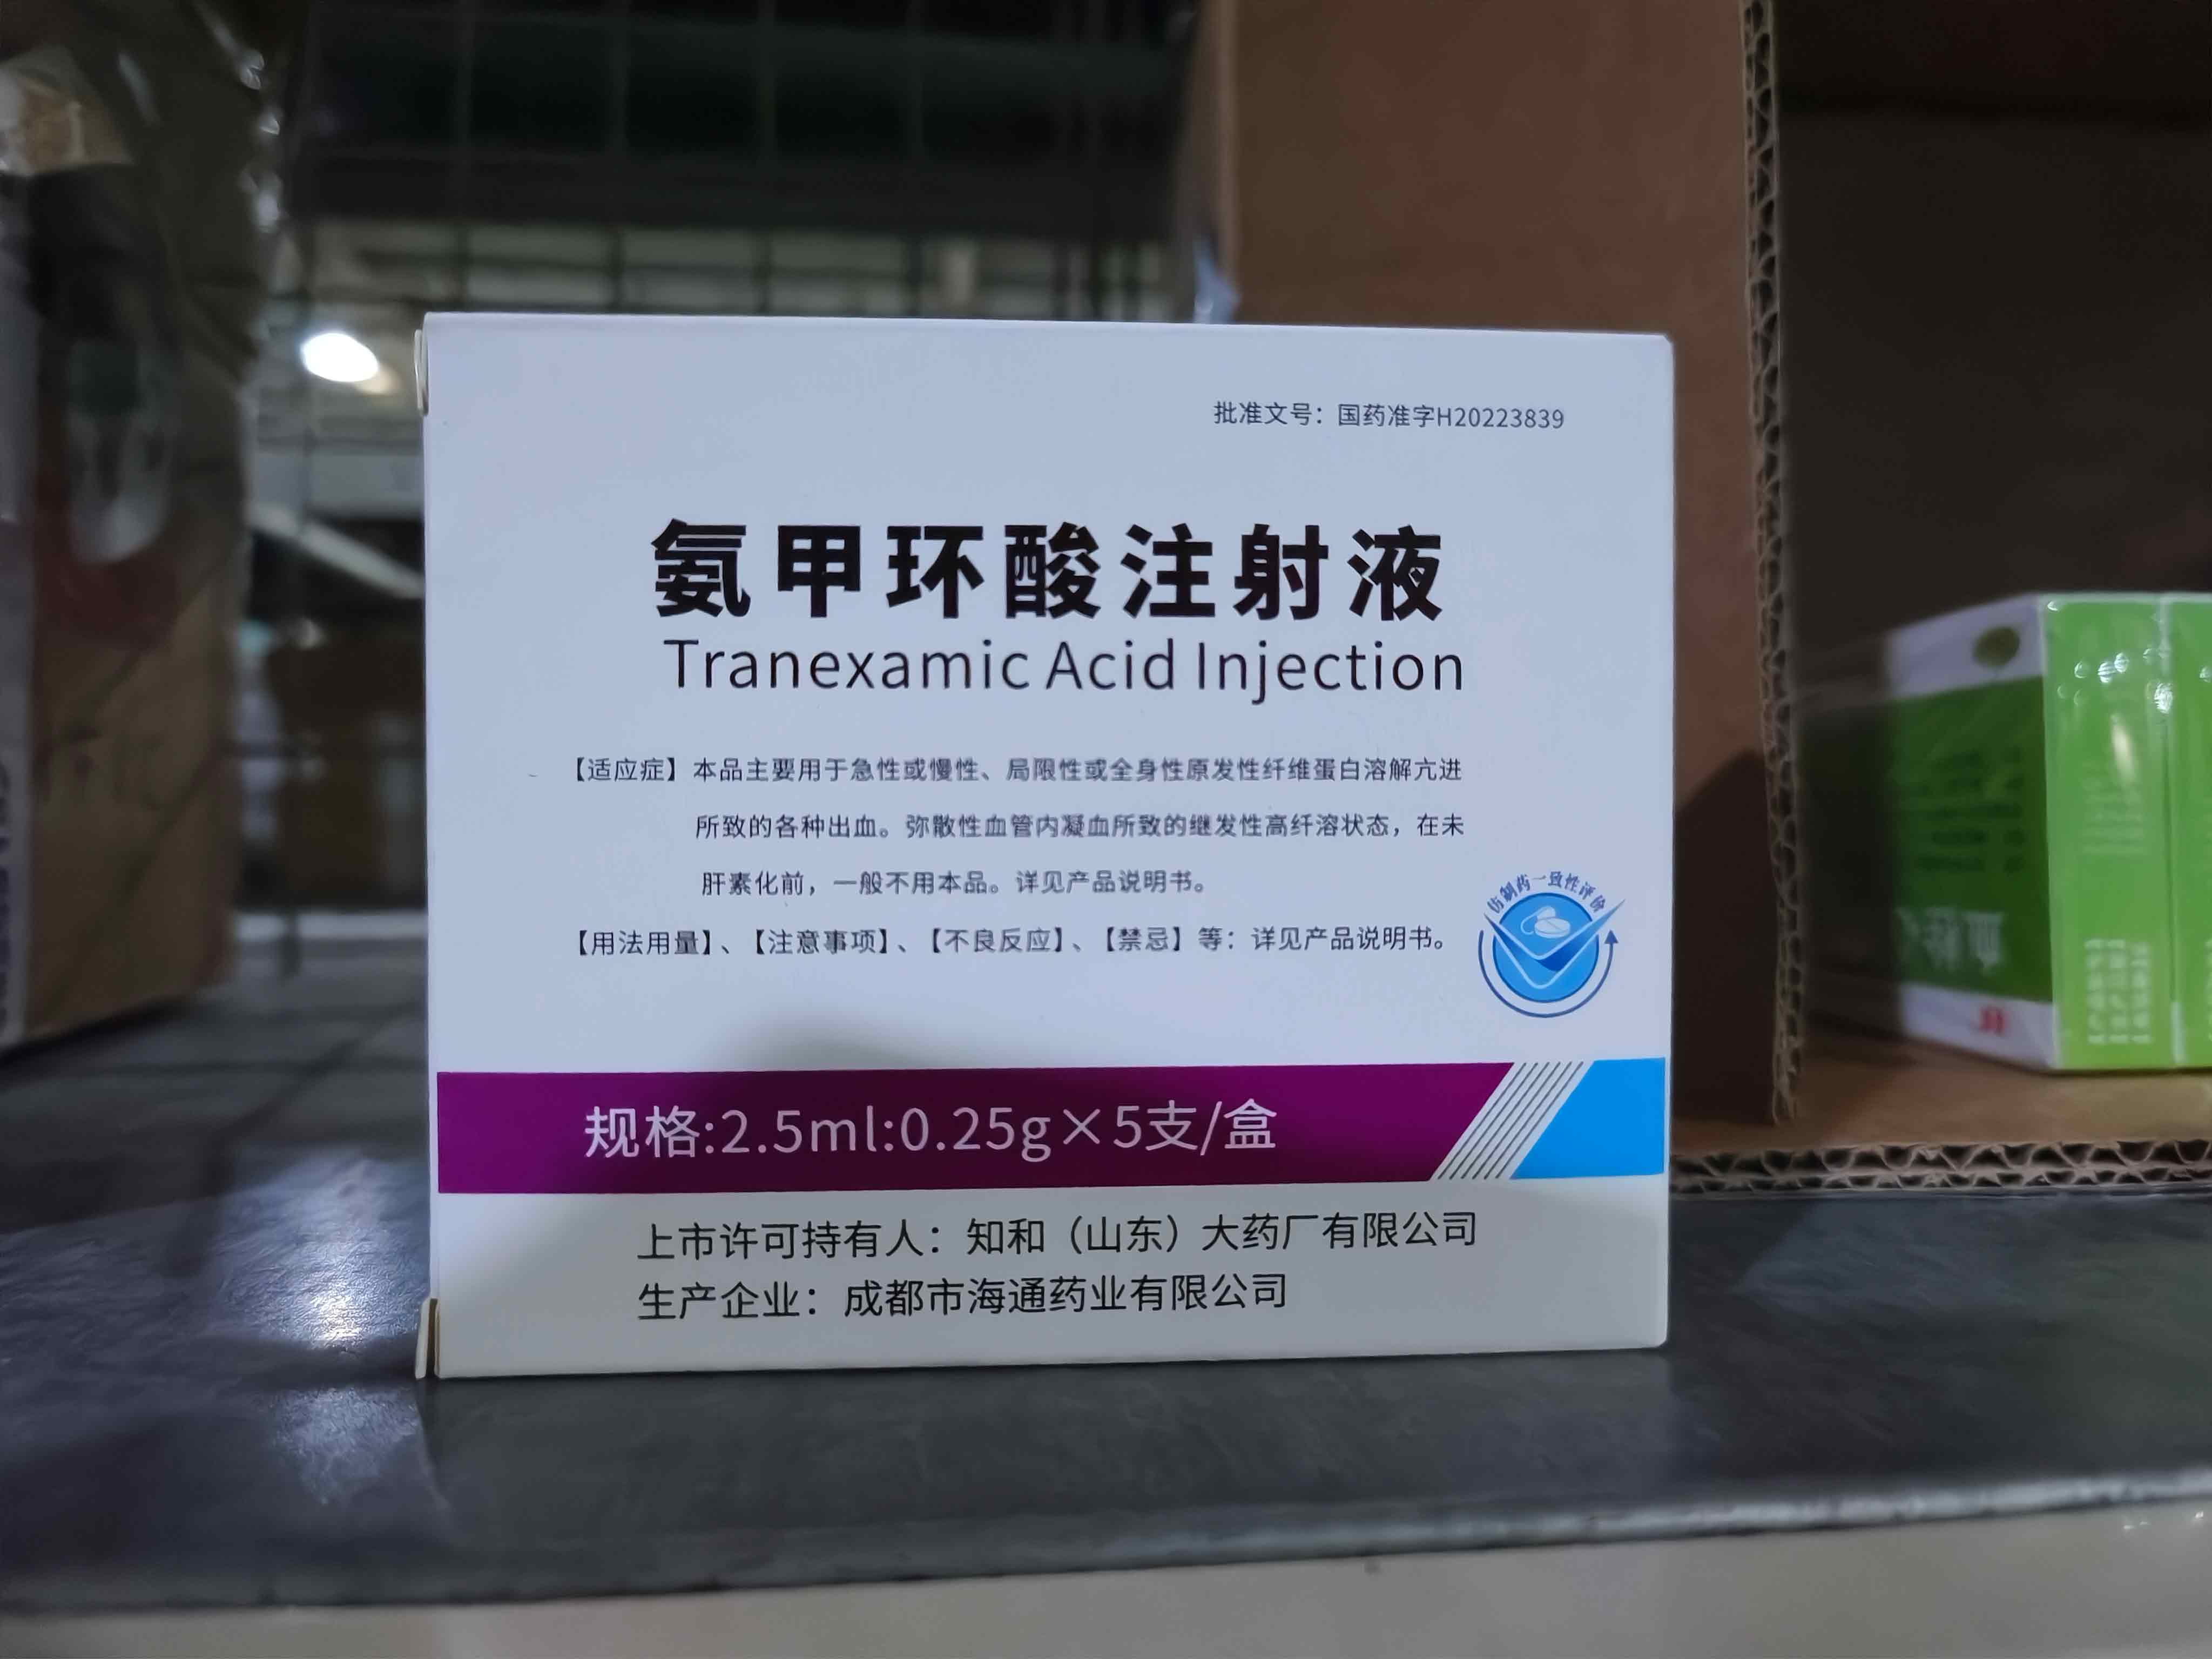 批准文号：国药准字H20223839
氨甲环酸注射液
Tranexamic Acid Injection
【适应症】本品主要用于急性或慢性、局限性或全身性原发性纤维蛋白溶解亢进
所致的各种出血。弥散性血管内凝血所致的继发性高纤溶状态，在未
肝素化前，一般不用本品。详见产品说明书。
【用法用量】、【注意事项】、【不良反应】、【禁忌】等：详见产品说明书。
仿制药一致性评价
规格:2.5ml:0.25g×5支/盒
上市许可持有人：知和（山东）大药厂有限公司
生产企业：成都市海通药业有限公司